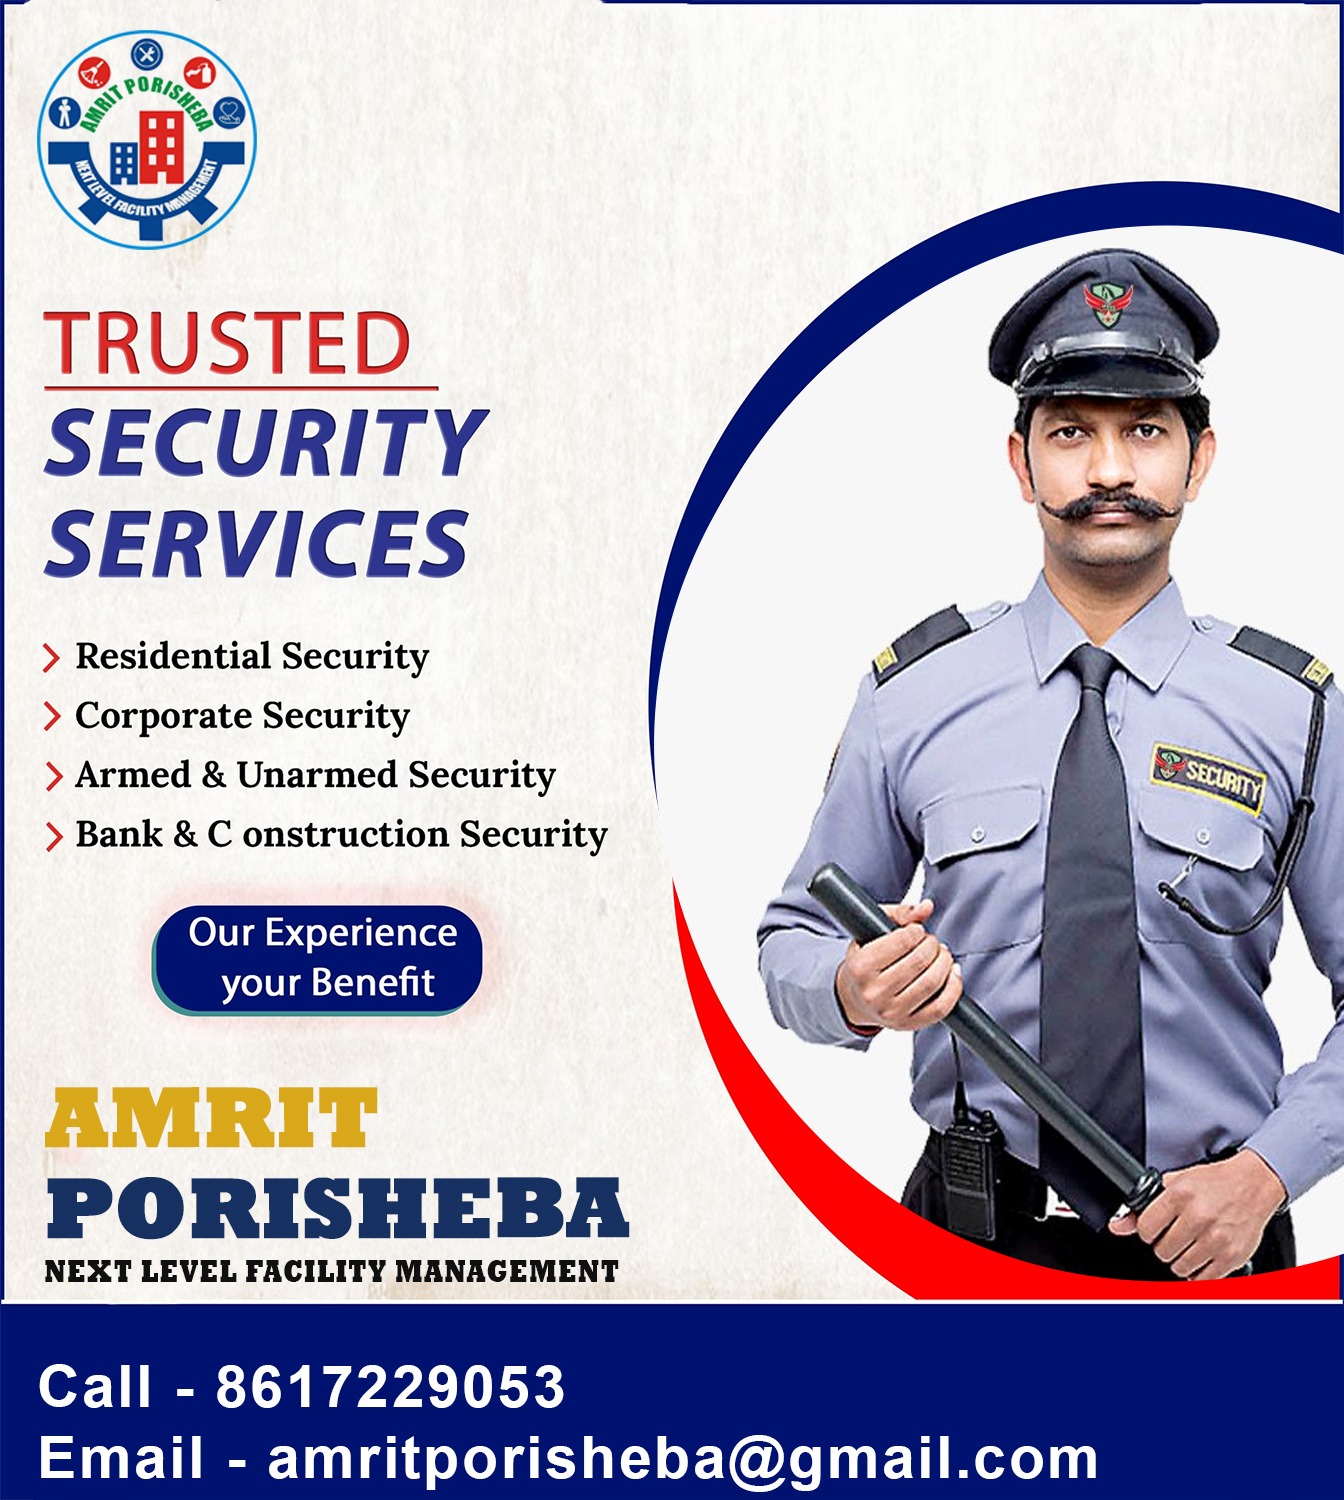 AMRIT PORISHEBA
NEXT LEVEL FACILITY MANAGEMENT
TRUSTED
SECURITY
SERVICES
Residential Security
Corporate Security
Armed & Unarmed Security
Bank & C onstruction Security
Our Experience
your Benefit
SECURITY
AMRIT
PORISHEBA
NEXT LEVEL FACILITY MANAGEMENT
Call - 8617229053
Email - amritporisheba@gmail.com